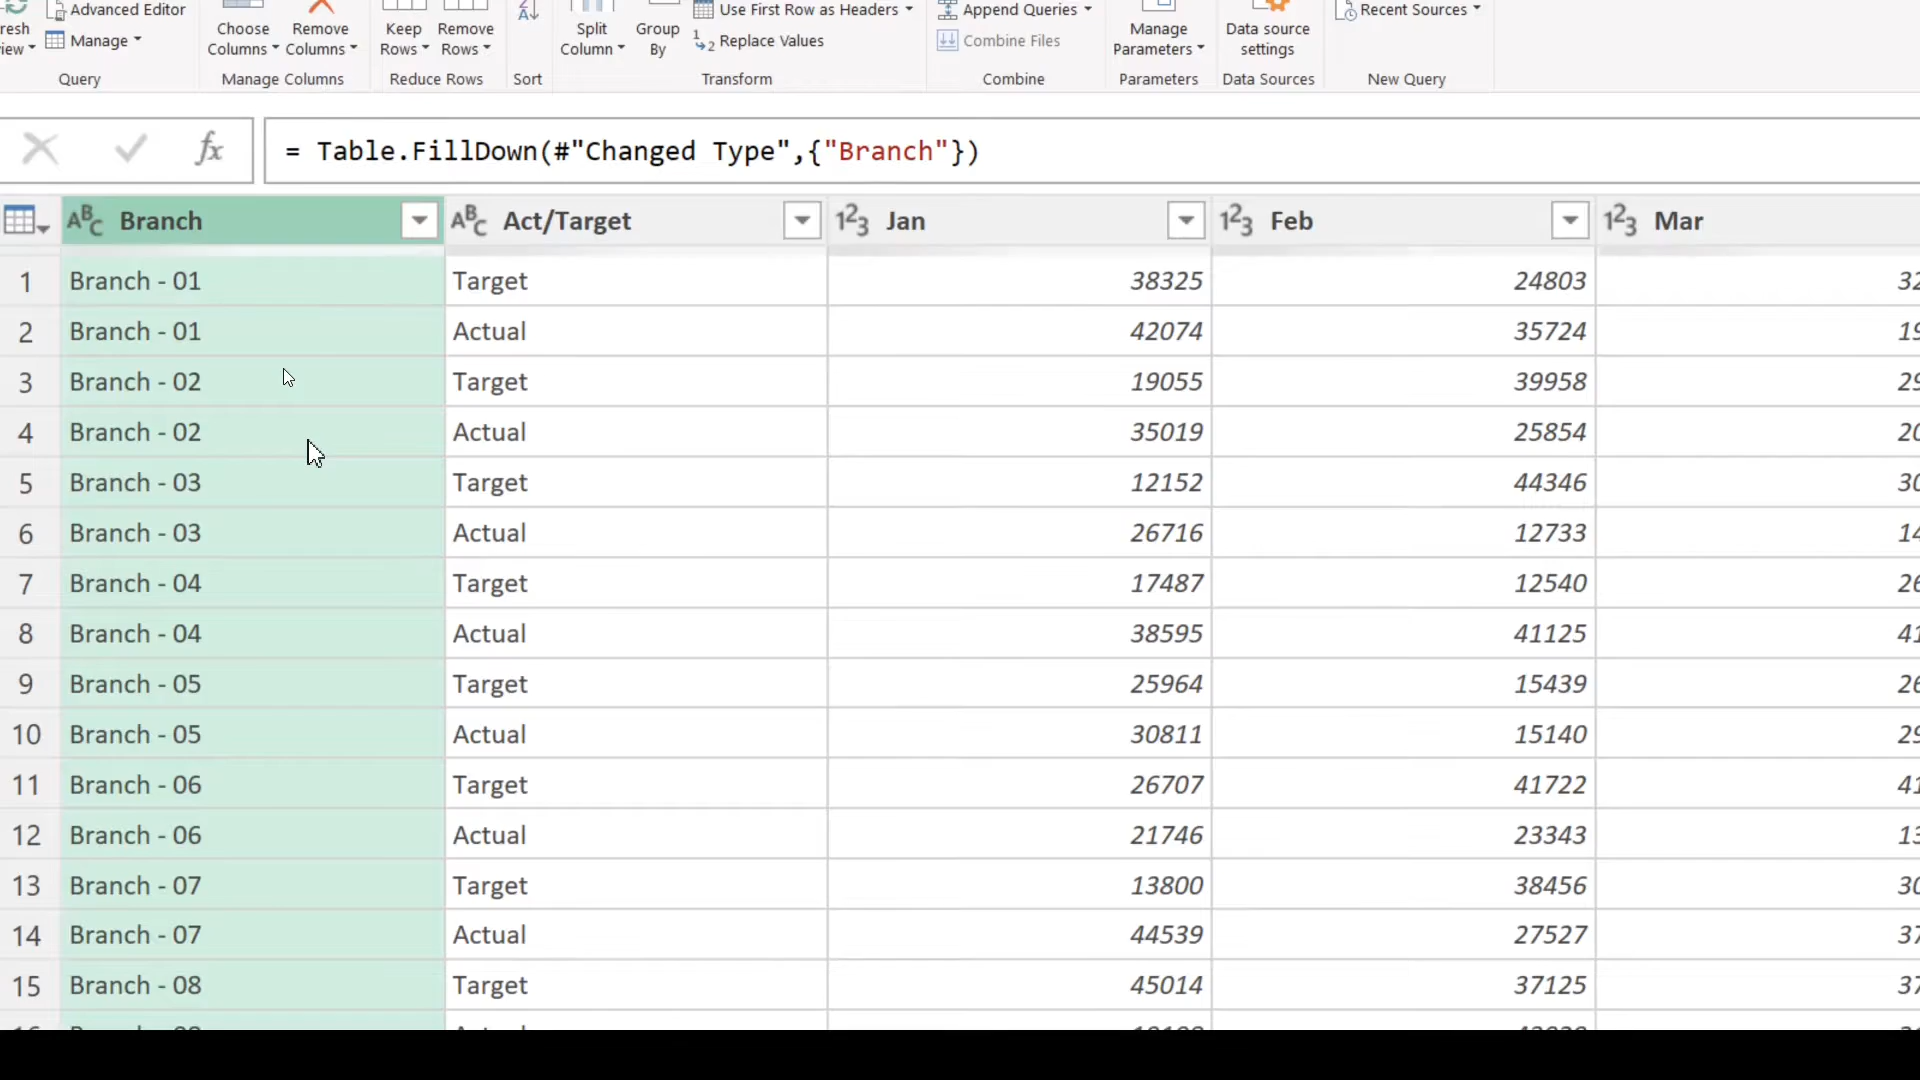 Advanced Editor
Manage
Query
Choose Columns
Remove Columns
Manage Columns
Keep Rows
Remove Rows
Reduce Rows
Sort
Split Column
Group By
Use First Row as Headers
Replace Values
Transform
Append Queries
Combine Files
Combine
Manage Parameters
Parameters
Data source settings
Data Sources
Recent Sources
New Query
fx = Table.FillDown(#"Changed Type",{"Branch"})
Branch Act/Target Jan Feb Mar
1 Branch - 01 Target 38325 24803
2 Branch - 01 Actual 42074 35724
3 Branch - 02 Target 19055 39958
4 Branch - 02 Actual 35019 25854
5 Branch - 03 Target 12152 44346
6 Branch - 03 Actual 26716 12733
7 Branch - 04 Target 17487 12540
8 Branch - 04 Actual 38595 41125
9 Branch - 05 Target 25964 15439
10 Branch - 05 Actual 30811 15140
11 Branch - 06 Target 26707 41722
12 Branch - 06 Actual 21746 23343
13 Branch - 07 Target 13800 38456
14 Branch - 07 Actual 44539 27527
15 Branch - 08 Target 45014 37125